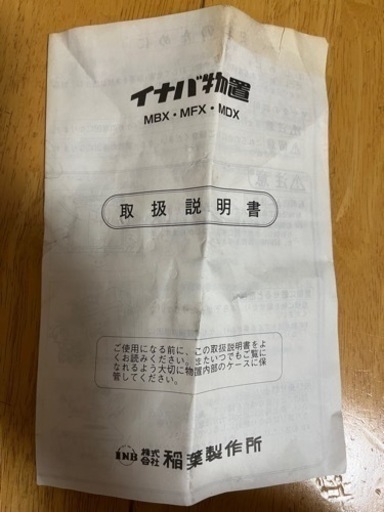 イナバ物置
MBX・MFX・MDX
取扱説明書
ご使用になる前に、この取扱説明書をよ
くお読みください。またいつでもご覧に
なれるよう大切に物置内部のケースに保
管してください。
INB 株式会社 稲葉製作所